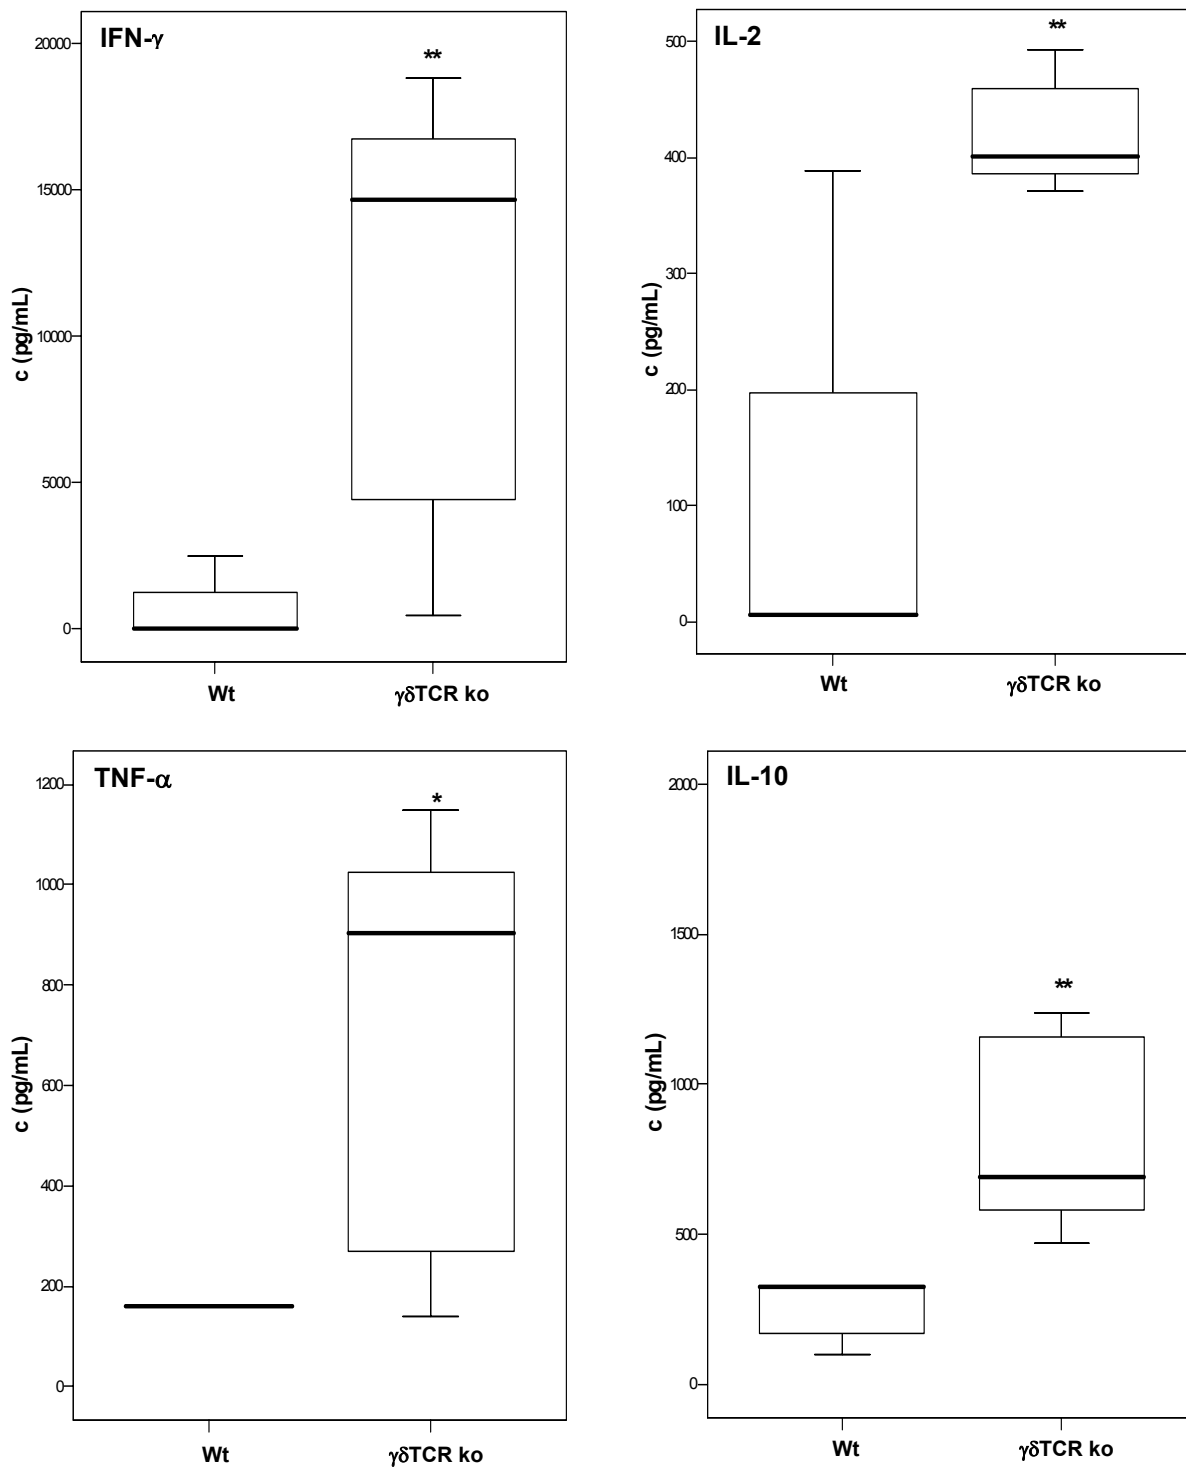 IFN-γ
**
20000
15000
10000
5000
0
c (pg/mL)
Wt
γδTCR ko
IL-2
**
500
400
300
200
100
0
c (pg/mL)
Wt
γδTCR ko
TNF-α
*
1200
1000
800
600
400
200
0
c (pg/mL)
Wt
γδTCR ko
IL-10
**
2000
1500
1000
500
0
c (pg/mL)
Wt
γδTCR ko